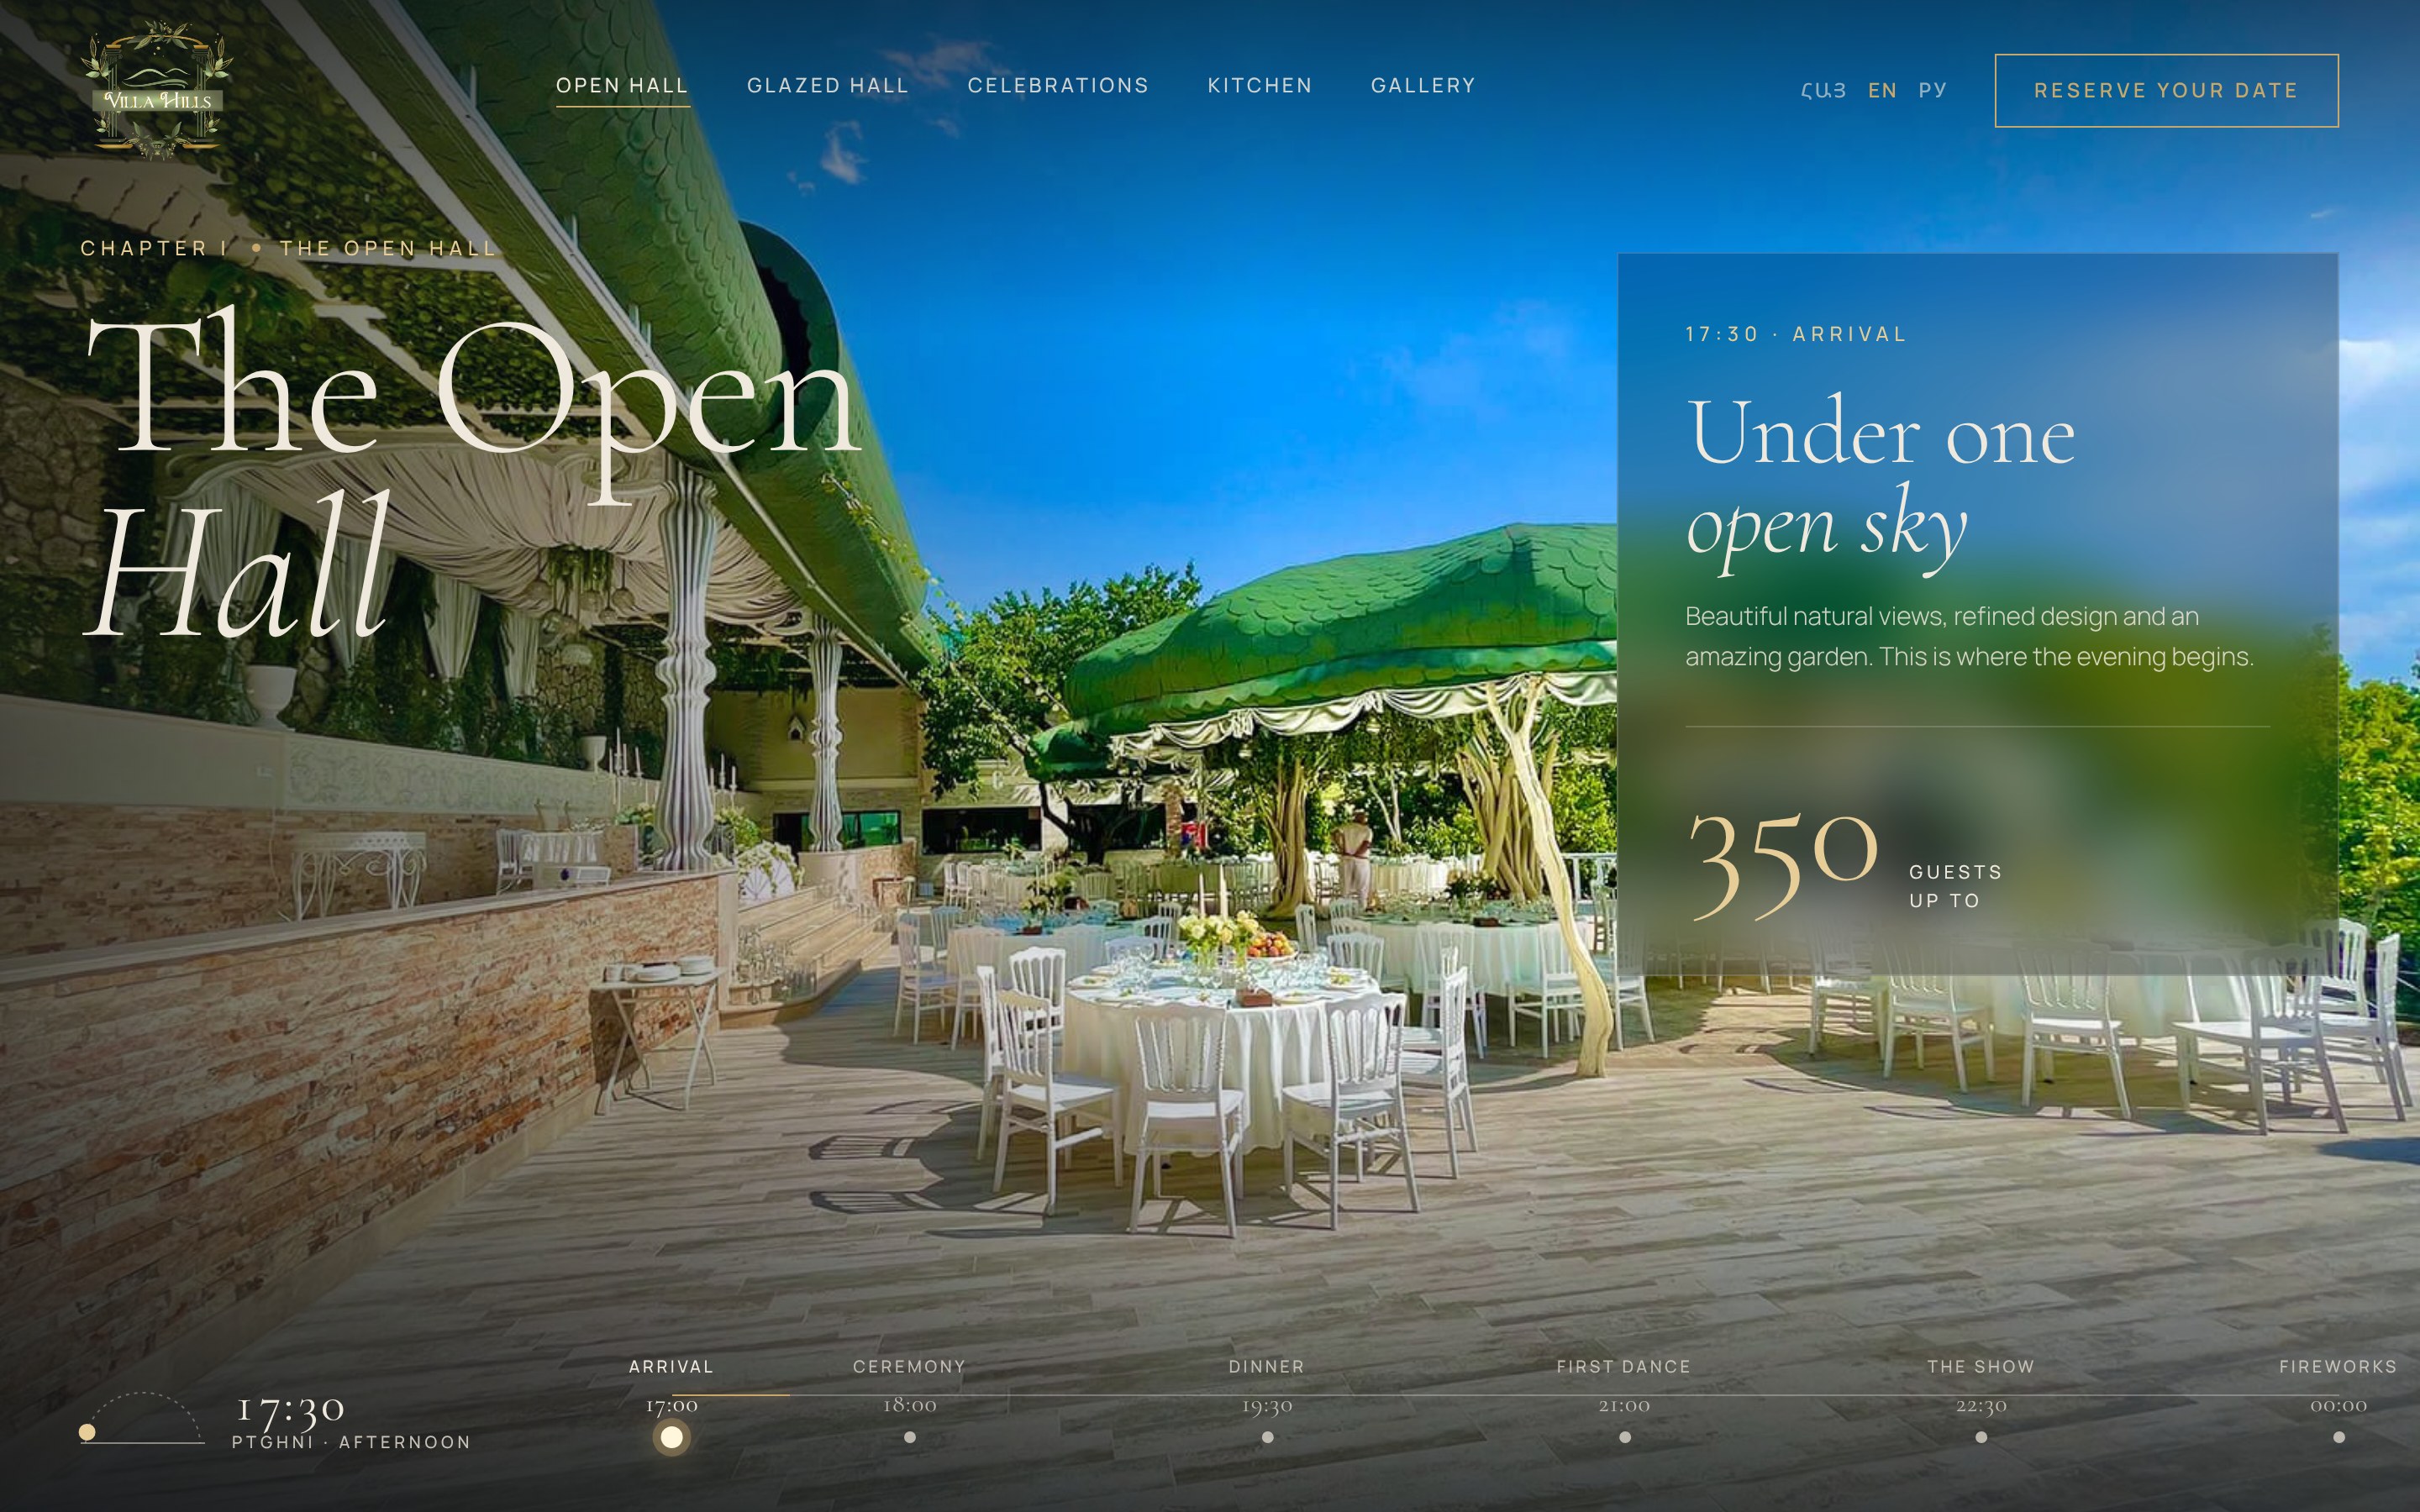 VILLA HILLS
OPEN HALL GLAZED HALL CELEBRATIONS KITCHEN GALLERY
ՀԱՅ EN РУ
RESERVE YOUR DATE
CHAPTER I • THE OPEN HALL
The Open
Hall
17:30 · ARRIVAL
Under one
open sky
Beautiful natural views, refined design and an
amazing garden. This is where the evening begins.
350
GUESTS
UP TO
17:30
PTGHNI · AFTERNOON
ARRIVAL CEREMONY DINNER FIRST DANCE THE SHOW FIREWORKS
17:00 18:00 19:30 21:00 22:30 00:00